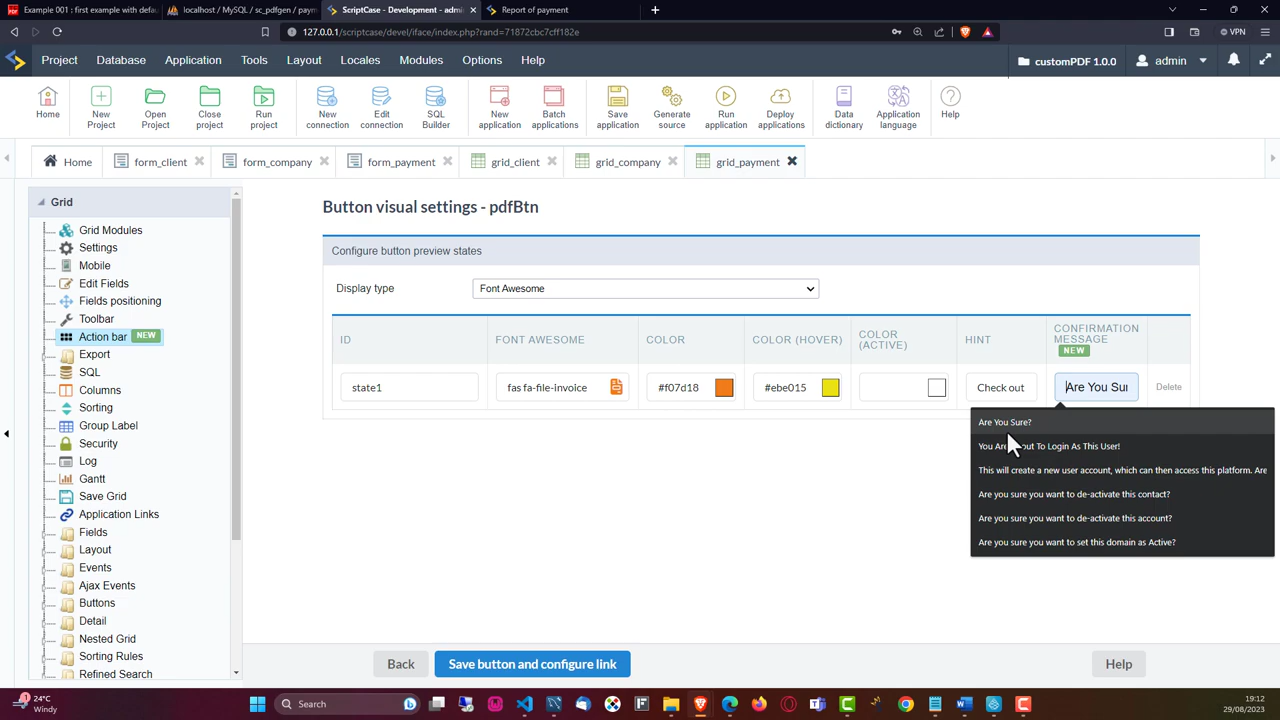 Example 001 : first example with defau
localhost / MySQL / sc_pdfgen / paym
ScriptCase - Development - admi
Report of payment
127.0.0.1/scriptcase/devel/iface/index.php?rand=71872cbc7cff182e
VPN
Project
Database
Application
Tools
Layout
Locales
Modules
Options
Help
customPDF 1.0.0
admin
Home
New
Project
Open
Project
Close
project
Run
project
New
connection
Edit
connection
SQL
Builder
New
application
Batch
applications
Save
application
Generate
source
Run
application
Deploy
applications
Data
dictionary
Application
language
Help
Home
form_client
form_company
form_payment
grid_client
grid_company
grid_payment
Grid
Grid Modules
Settings
Mobile
Edit Fields
Fields positioning
Toolbar
Action bar NEW
Export
SQL
Columns
Sorting
Group Label
Security
Log
Gantt
Save Grid
Application Links
Fields
Layout
Events
Ajax Events
Buttons
Detail
Nested Grid
Sorting Rules
Refined Search
Button visual settings - pdfBtn
Configure button preview states
Display type
Font Awesome
ID
FONT AWESOME
COLOR
COLOR (HOVER)
COLOR
(ACTIVE)
HINT
CONFIRMATION
MESSAGE
NEW
state1
fas fa-file-invoice
#f07d18
#ebe015
Check out
Are You Sur
Delete
Are You Sure?
You Are out To Login As This User!
This will create a new user account, which can then access this platform. Are
Are you sure you want to de-activate this contact?
Are you sure you want to de-activate this account?
Are you sure you want to set this domain as Active?
Back
Save button and configure link
Help
24°C
Windy
Search
19:12
29/08/2023